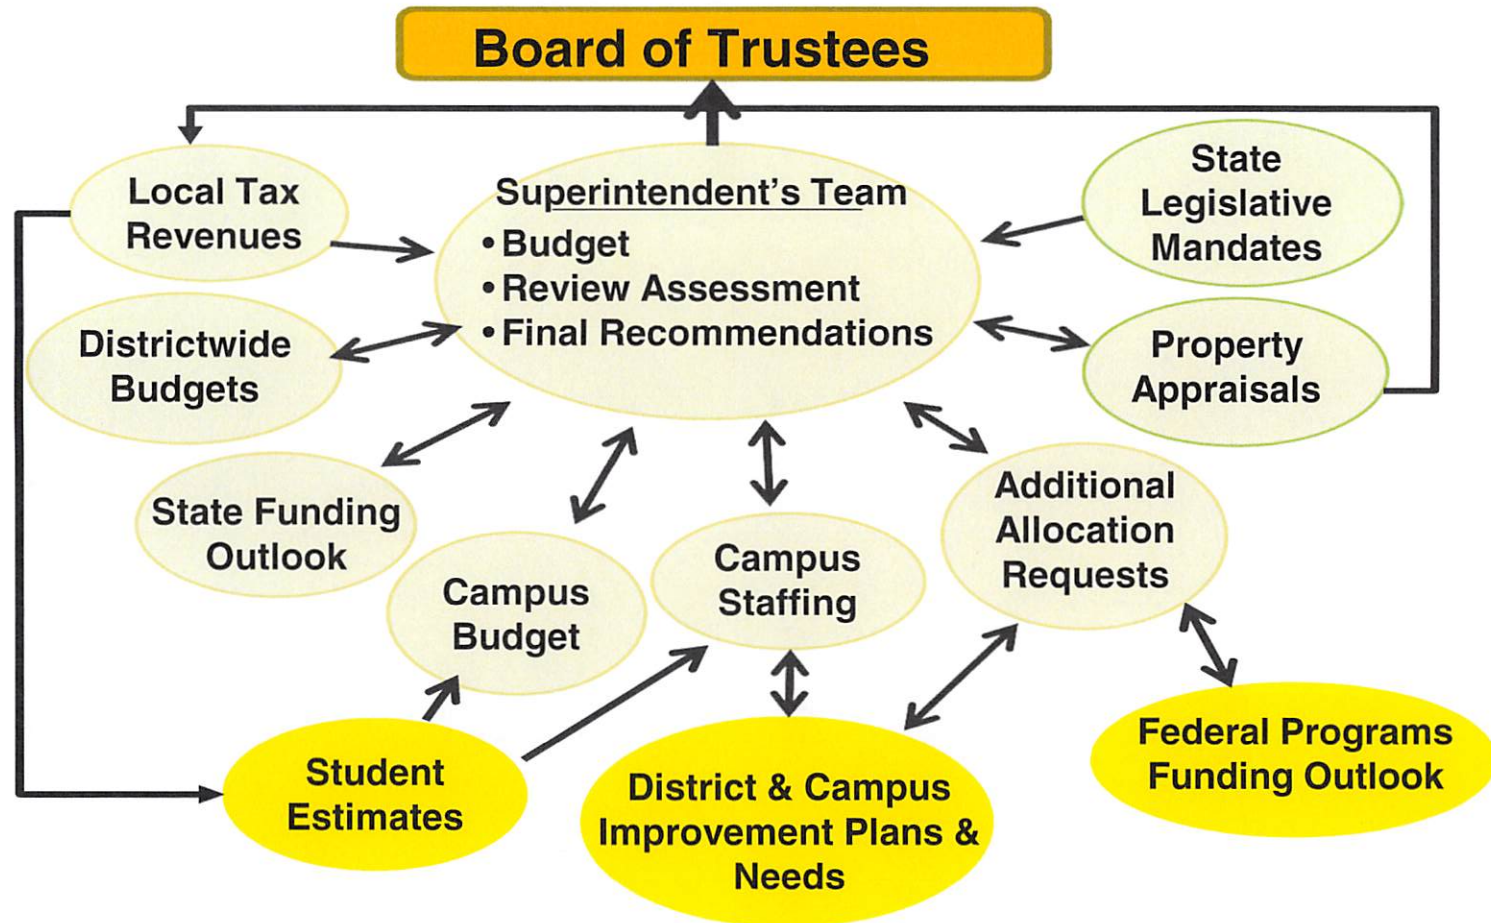 Board of Trustees
Local Tax
Revenues
Superintendent's Team
• Budget
• Review Assessment
• Final Recommendations
State
Legislative
Mandates
Districtwide
Budgets
Property
Appraisals
State Funding
Outlook
Campus
Budget
Campus
Staffing
Additional
Allocation
Requests
Student
Estimates
District & Campus
Improvement Plans &
Needs
Federal Programs
Funding Outlook